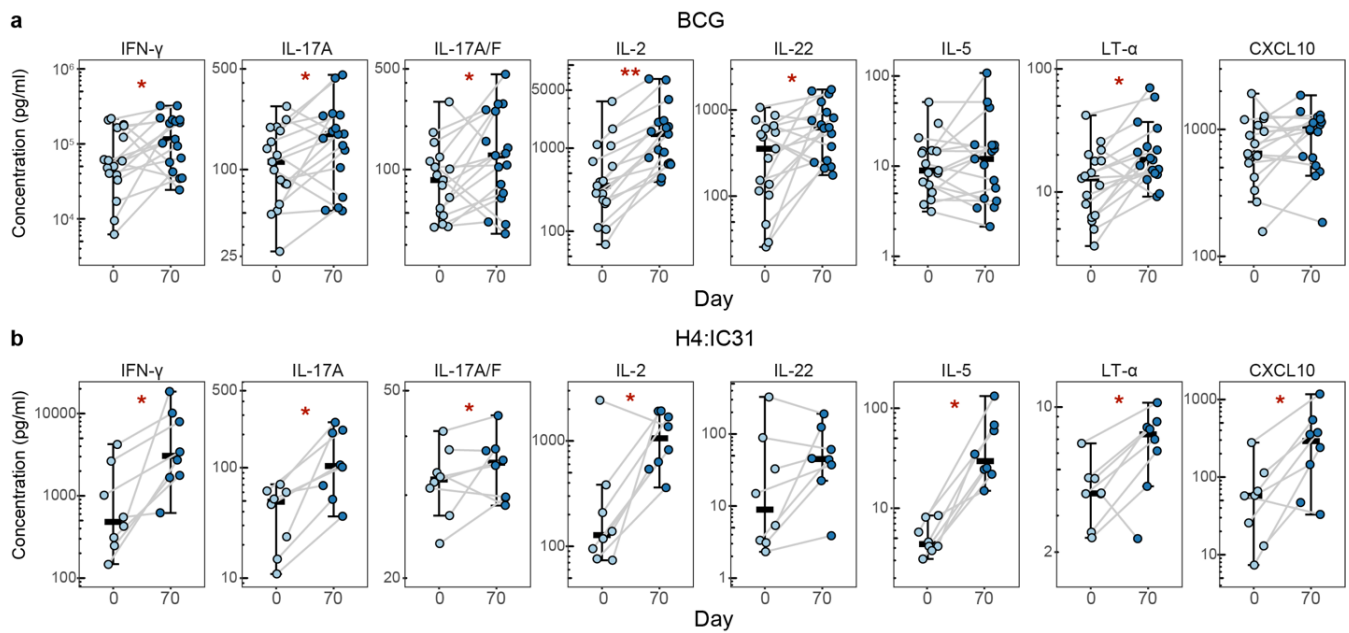 a
BCG
IFN-γ IL-17A IL-17A/F IL-2 IL-22 IL-5 LT-α CXCL10
Concentration (pg/ml)
10⁶ 500 500 5000 1000 100 100 1000
10⁵ 100 100 1000 100 10 10 100
10⁴ 25 100 1
0 70 0 70 0 70 0 70 0 70 0 70 0 70 0 70
Day
b
H4:IC31
IFN-γ IL-17A IL-17A/F IL-2 IL-22 IL-5 LT-α CXCL10
Concentration (pg/ml)
* * * * * * *
10000 500 50 1000 100 100 10 1000
1000 100 20 100 10 10 2 100
100 10 1 10
0 70 0 70 0 70 0 70 0 70 0 70 0 70 0 70
Day